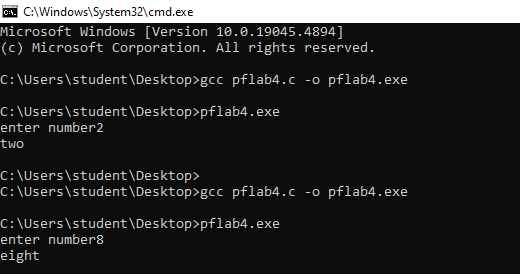 C:\Windows\System32\cmd.exe
Microsoft Windows [Version 10.0.19045.4894]
(c) Microsoft Corporation. All rights reserved.
C:\Users\student\Desktop>gcc pflab4.c -o pflab4.exe
C:\Users\student\Desktop>pflab4.exe
enter number2
two
C:\Users\student\Desktop>
C:\Users\student\Desktop>gcc pflab4.c -o pflab4.exe
C:\Users\student\Desktop>pflab4.exe
enter number8
eight